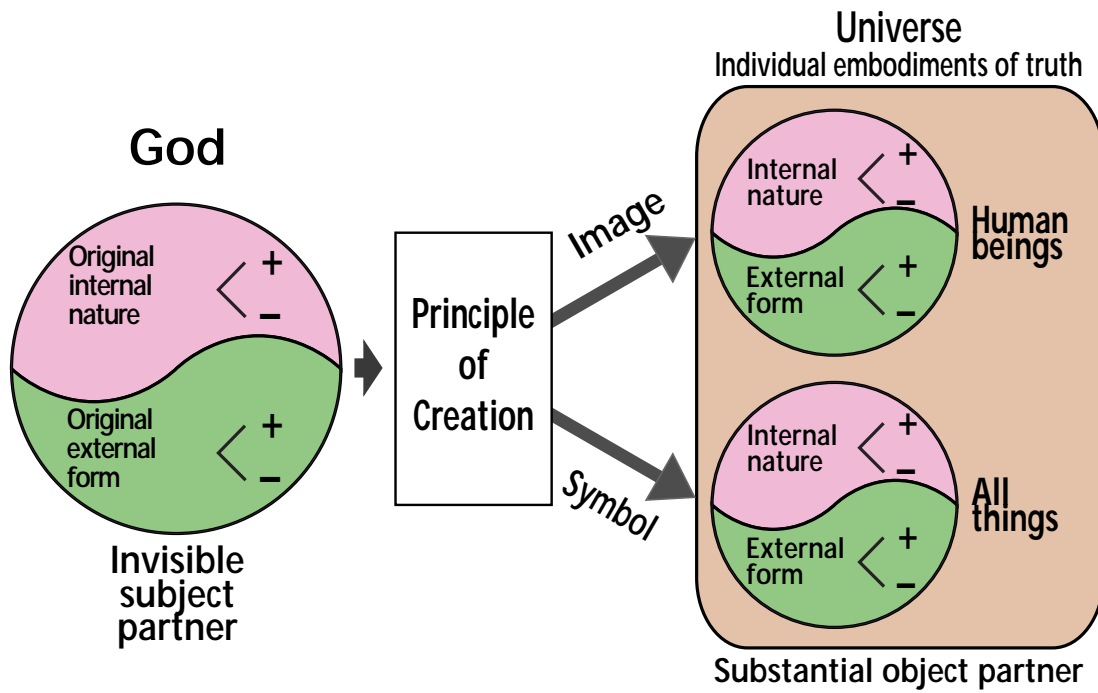 God
Original
internal
nature
+
−
Original
external
form
+
−
Invisible
subject
partner
Principle
of
Creation
Image
Symbol
Universe
Individual embodiments of truth
Internal
nature
+
−
External
form
+
−
Human
beings
Internal
nature
+
−
External
form
+
−
All
things
Substantial object partner